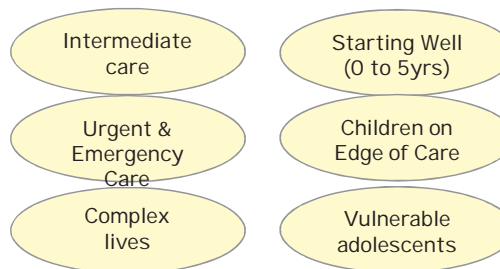 Intermediate
care
Starting Well
(0 to 5yrs)
Urgent &
Emergency
Care
Children on
Edge of Care
Complex
lives
Vulnerable
adolescents